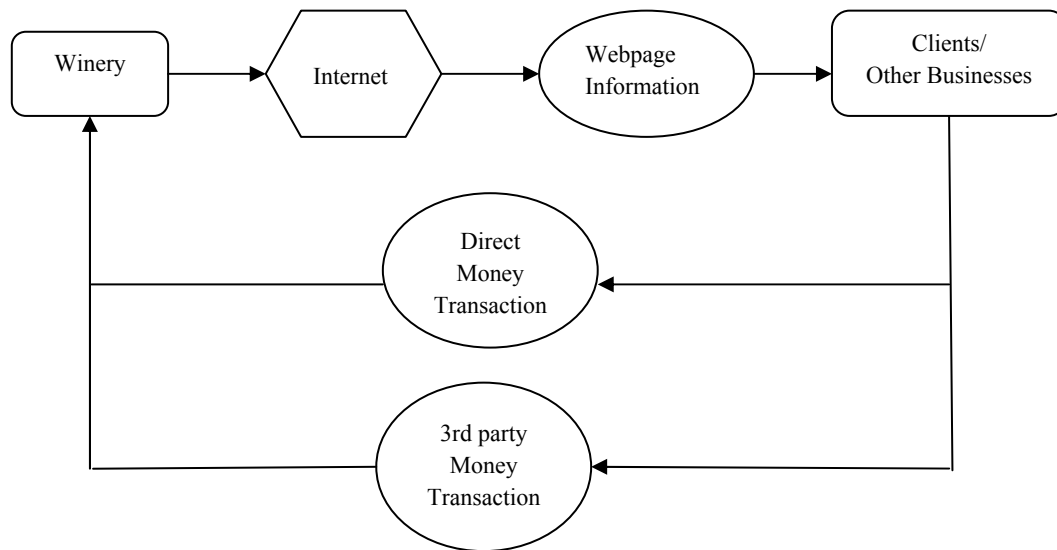 Winery
Internet
Webpage
Information
Clients/
Other Businesses
Direct
Money
Transaction
3rd party
Money
Transaction